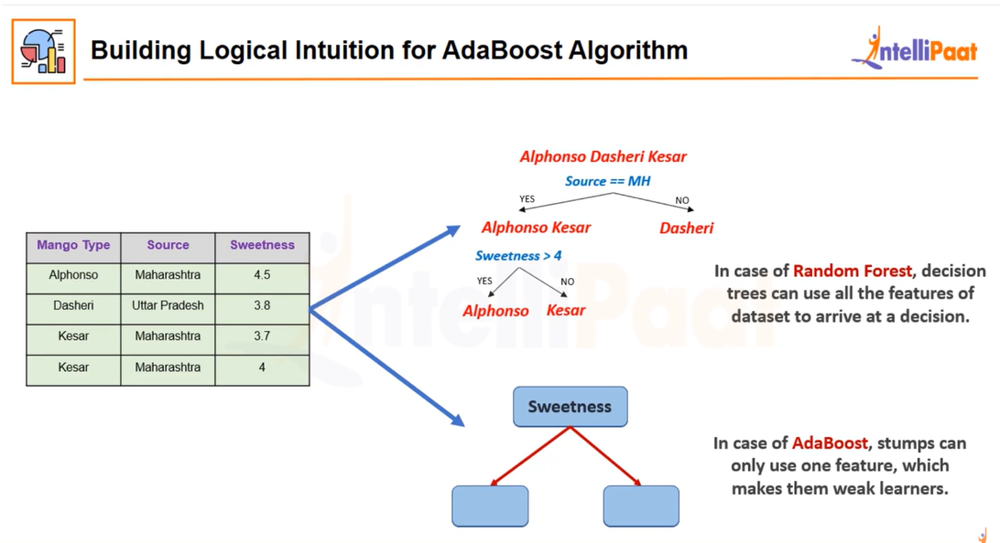 Building Logical Intuition for AdaBoost Algorithm
IntelliPaat
Mango Type Source Sweetness
Alphonso Maharashtra 4.5
Dasheri Uttar Pradesh 3.8
Kesar Maharashtra 3.7
Kesar Maharashtra 4
Alphonso Dasheri Kesar
Source == MH
YES NO
Alphonso Kesar Dasheri
Sweetness > 4
YES NO
Alphonso Kesar
In case of Random Forest, decision
trees can use all the features of
dataset to arrive at a decision.
Sweetness
In case of AdaBoost, stumps can
only use one feature, which
makes them weak learners.
IntelliPaat